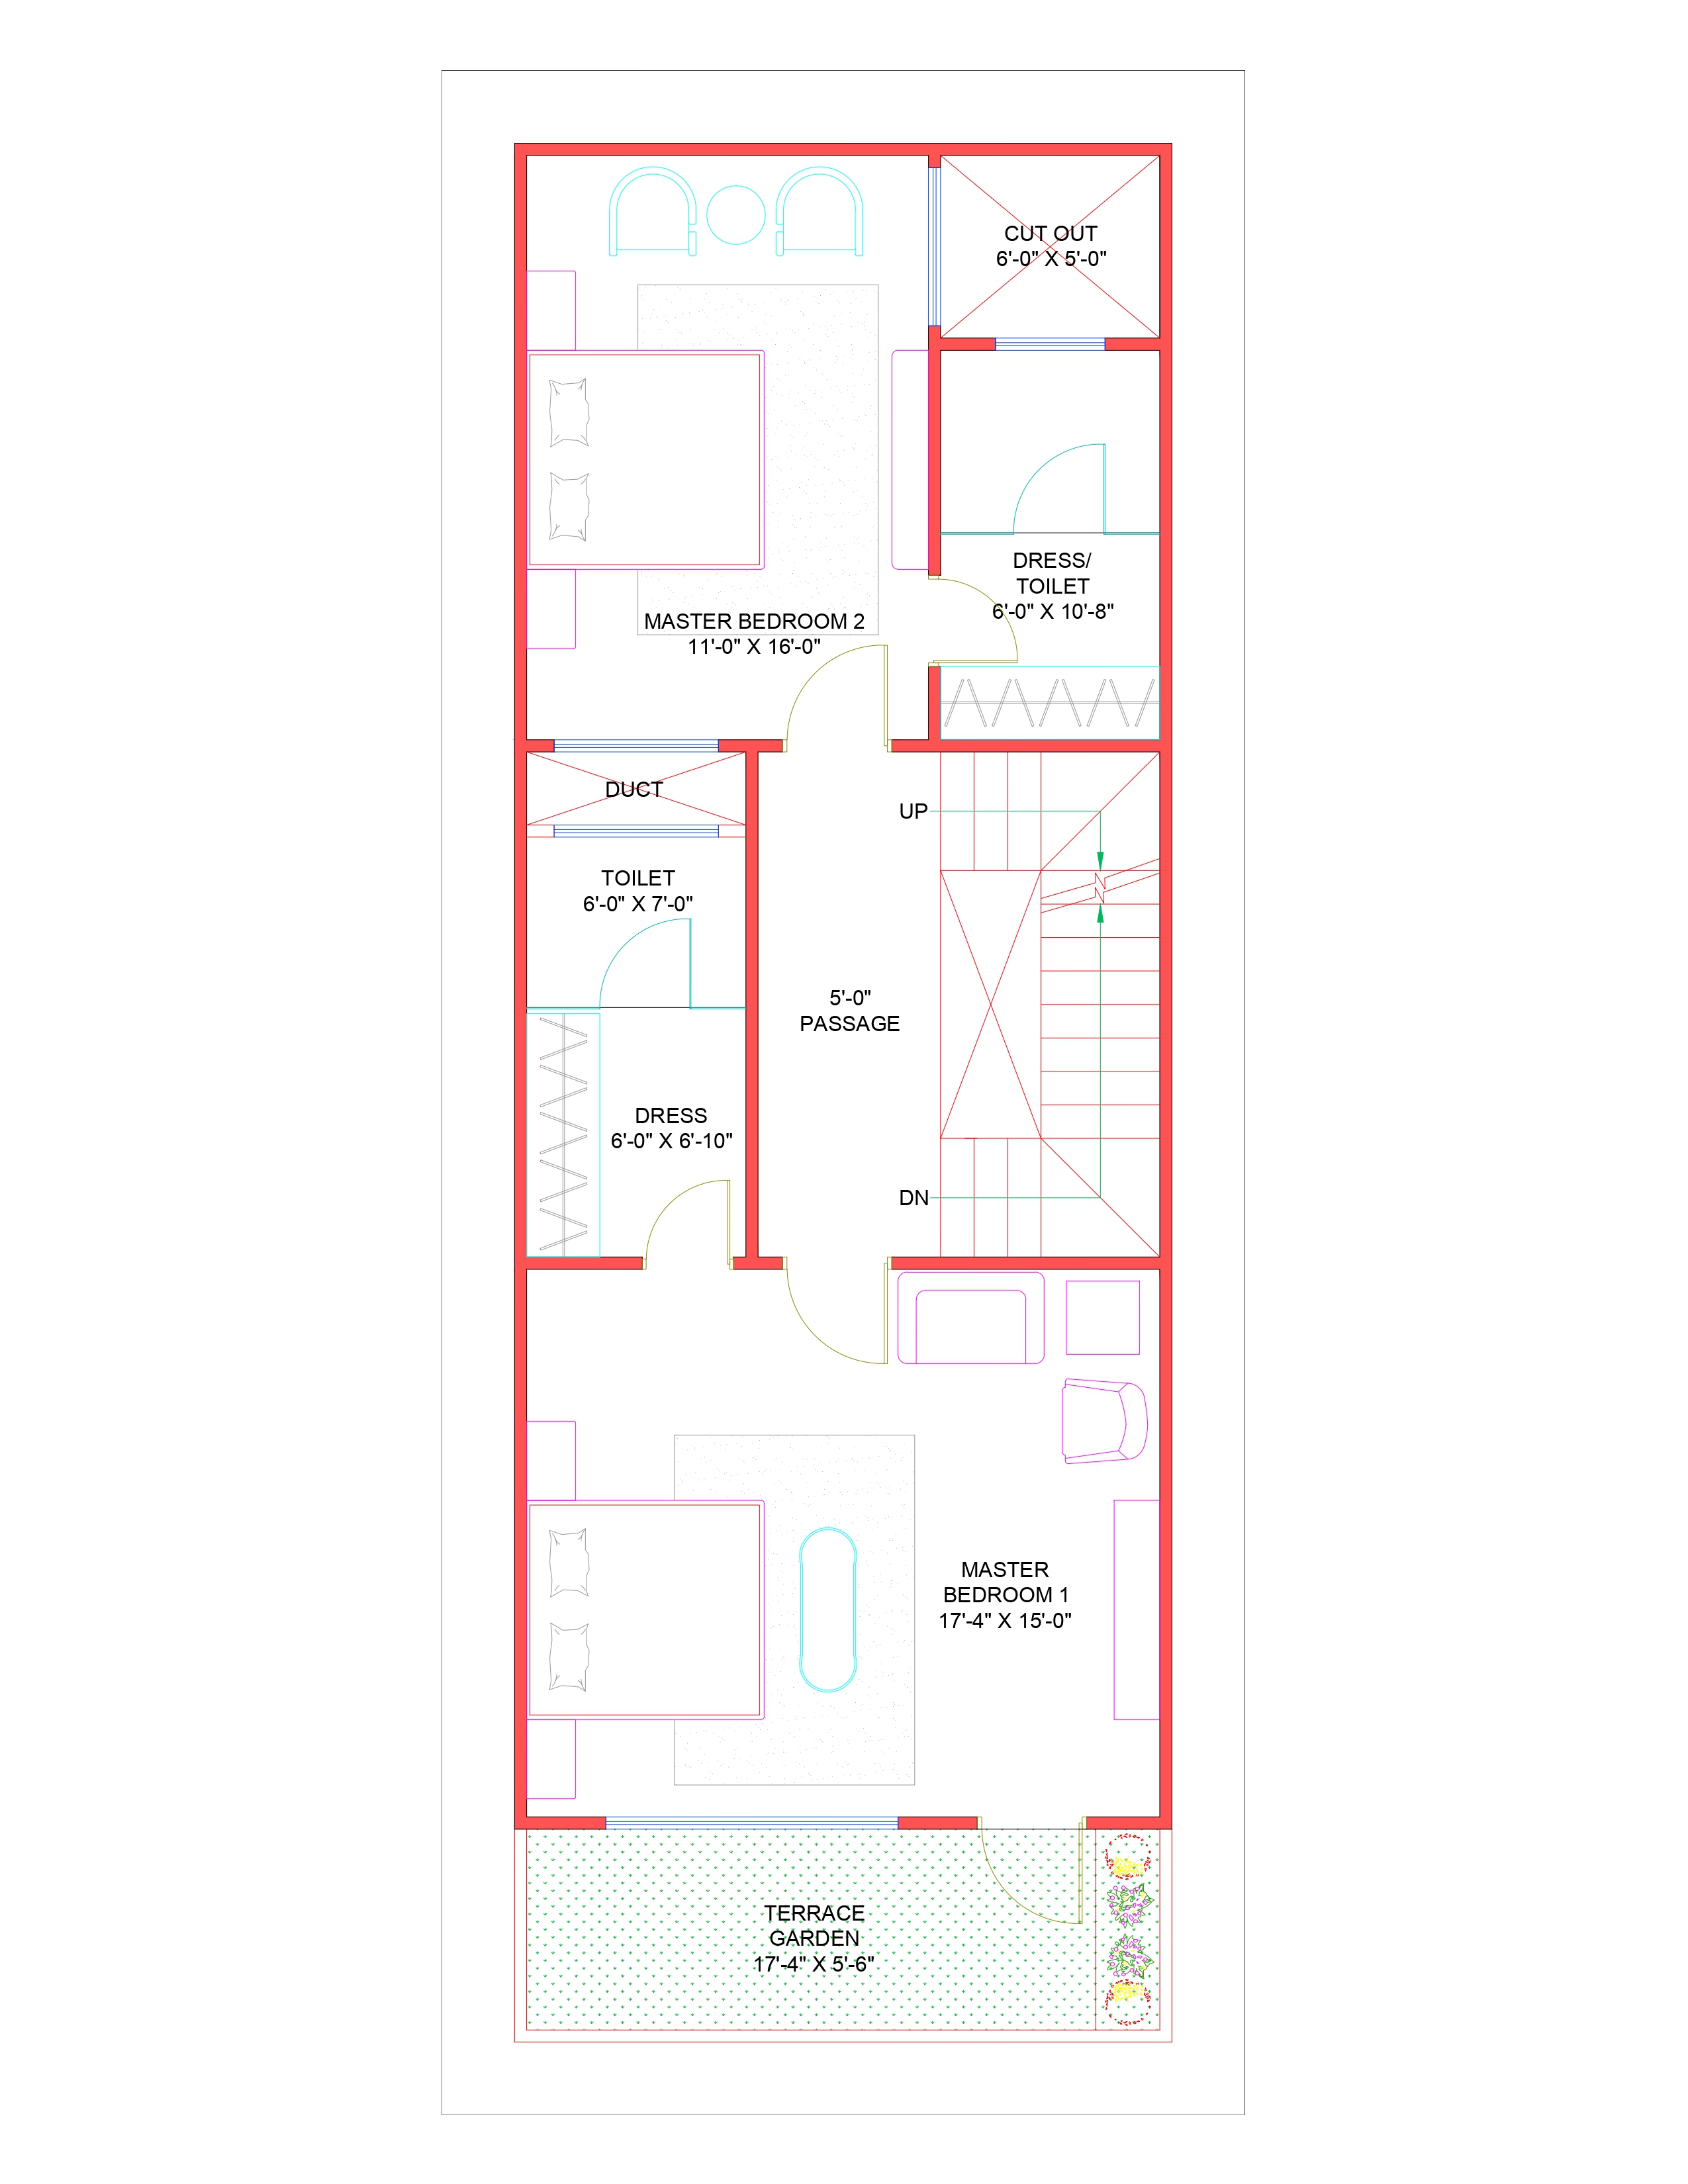 CUT OUT
6'-0" X 5'-0"
DRESS/
TOILET
6'-0" X 10'-8"
MASTER BEDROOM 2
11'-0" X 16'-0"
DUCT
UP
TOILET
6'-0" X 7'-0"
5'-0"
PASSAGE
DRESS
6'-0" X 6'-10"
DN
MASTER
BEDROOM 1
17'-4" X 15'-0"
TERRACE
GARDEN
17'-4" X 5'-6"